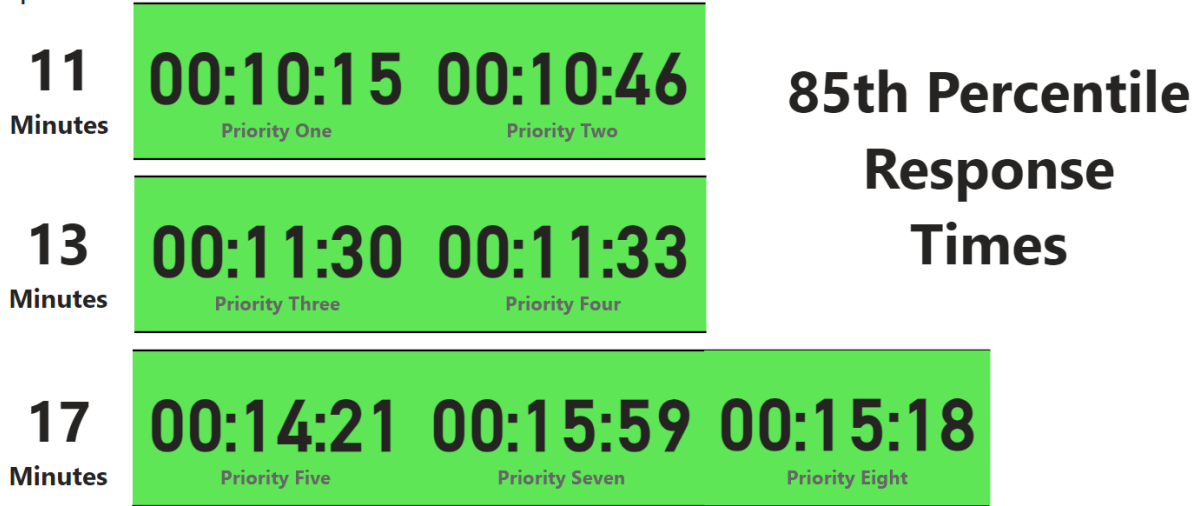 11
Minutes
00:10:15 00:10:46
Priority One Priority Two
85th Percentile
Response
Times
13
Minutes
00:11:30 00:11:33
Priority Three Priority Four
17
Minutes
00:14:21 00:15:59 00:15:18
Priority Five Priority Seven Priority Eight